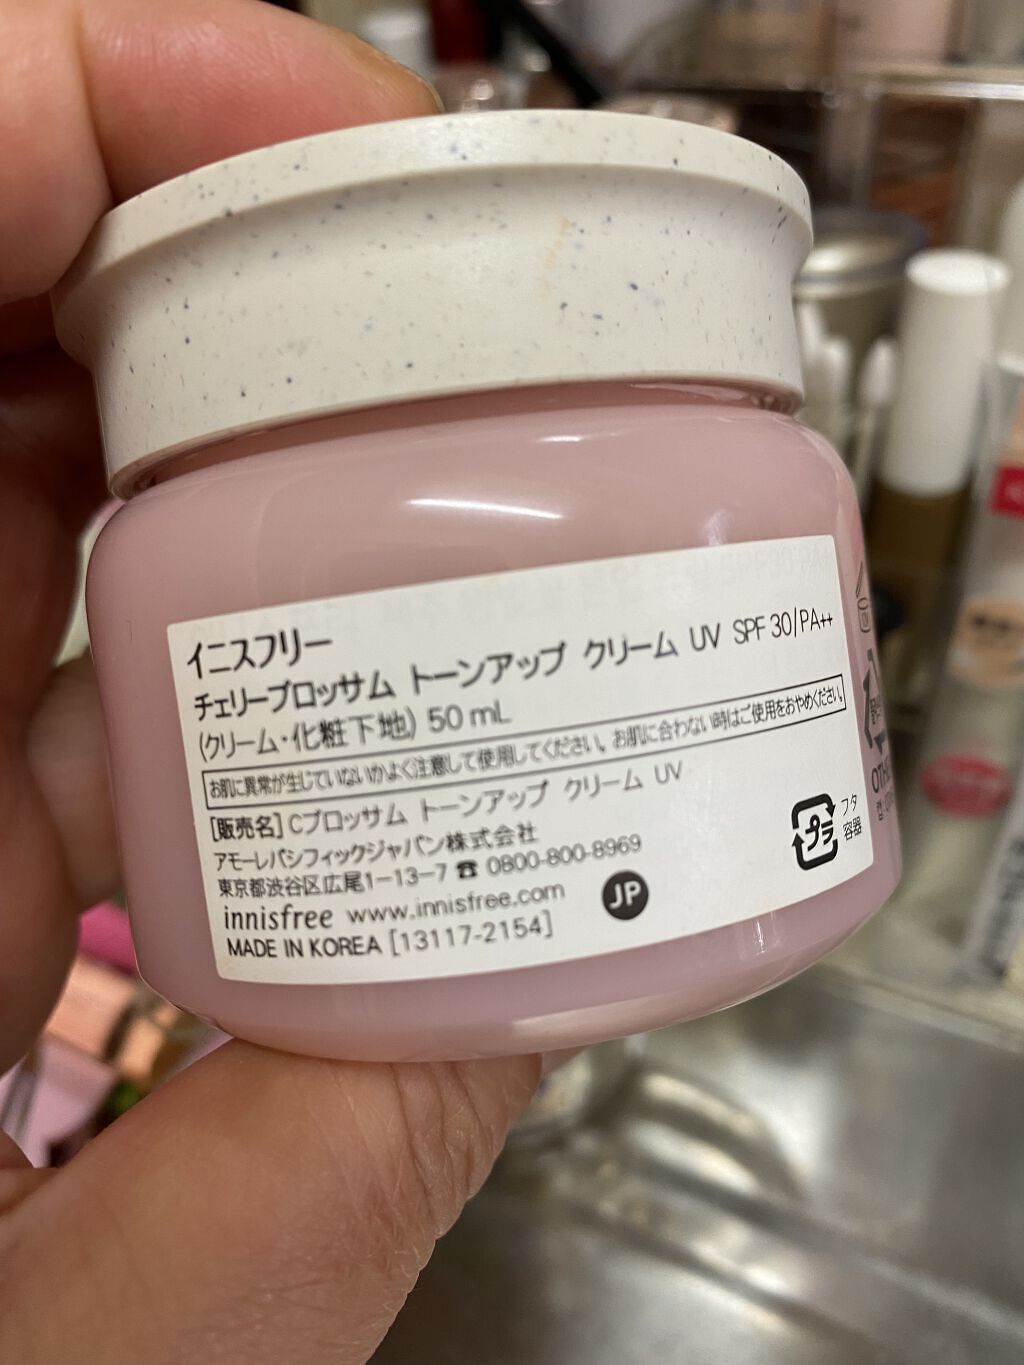 イニスフリー
チェリーブロッサム トーンアップ クリーム UV SPF 30/PA++
(クリーム・化粧下地) 50 mL
お肌に異常が生じていないかよく注意して使用してください。お肌に合わない時はご使用をおやめください。
[販売名] Cブロッサム トーンアップ クリーム UV
アモーレパシフィックジャパン株式会社
東京都渋谷区広尾1-13-7 ☎ 0800-800-8969
innisfree www.innisfree.com
JP
MADE IN KOREA [13117-2154]
プラ
フタ
容器